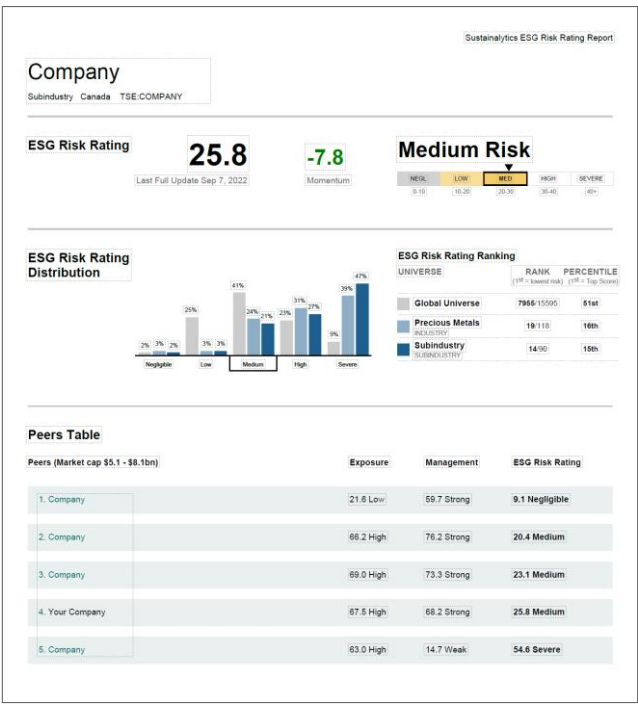 Sustainalytics ESG Risk Rating Report
Company
Subindustry Canada TSE:COMPANY
ESG Risk Rating
25.8
Last Full Update Sep 7, 2022
-7.8
Momentum
Medium Risk
NEGL LOW MED HIGH SEVERE
0-10 10-20 20-30 30-40 40+
ESG Risk Rating
Distribution
2% 3% 2%
25% 3% 3%
41% 24% 21%
23% 31% 27%
9% 39% 47%
Negligible Low Medium High Severe
ESG Risk Rating Ranking
UNIVERSE RANK PERCENTILE
(1st = lowest risk) (1st = Top Score)
Global Universe 7956/15595 51st
Precious Metals 19/118 16th
INDUSTRY
Subindustry 14/90 15th
SUBINDUSTRY
Peers Table
Peers (Market cap $5.1 - $8.1bn) Exposure Management ESG Risk Rating
1. Company 21.6 Low 59.7 Strong 9.1 Negligible
2. Company 66.2 High 76.2 Strong 20.4 Medium
3. Company 69.0 High 73.3 Strong 23.1 Medium
4. Your Company 67.5 High 68.2 Strong 25.8 Medium
5. Company 63.0 High 14.7 Weak 54.6 Severe